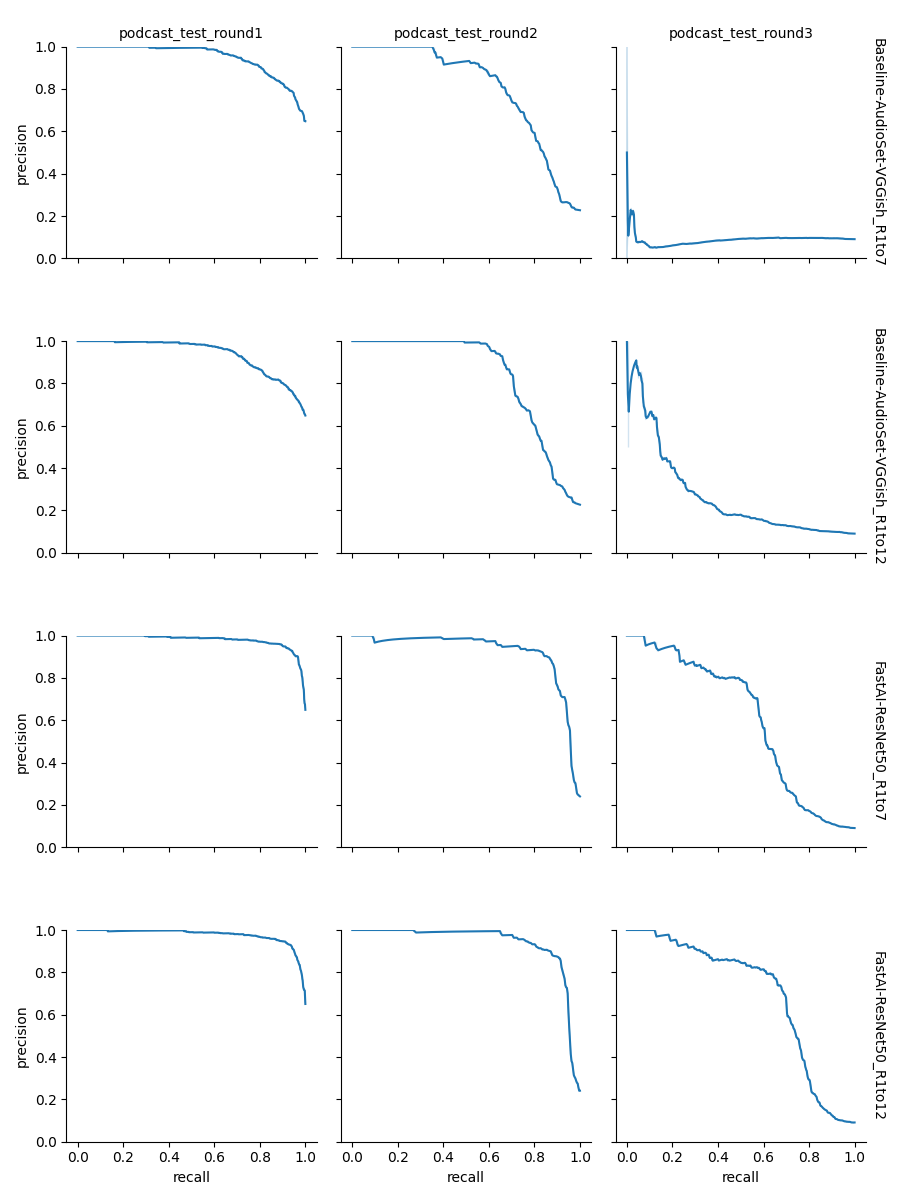 podcast_test_round1
podcast_test_round2
podcast_test_round3
1.0
0.8
0.6
0.4
0.2
0.0
precision
Baseline-AudioSet-VGGish_R1to7
1.0
0.8
0.6
0.4
0.2
0.0
precision
Baseline-AudioSet-VGGish_R1to12
1.0
0.8
0.6
0.4
0.2
0.0
precision
FastAI-ResNet50_R1to7
1.0
0.8
0.6
0.4
0.2
0.0
precision
FastAI-ResNet50_R1to12
0.0 0.2 0.4 0.6 0.8 1.0
0.0 0.2 0.4 0.6 0.8 1.0
0.0 0.2 0.4 0.6 0.8 1.0
recall
recall
recall